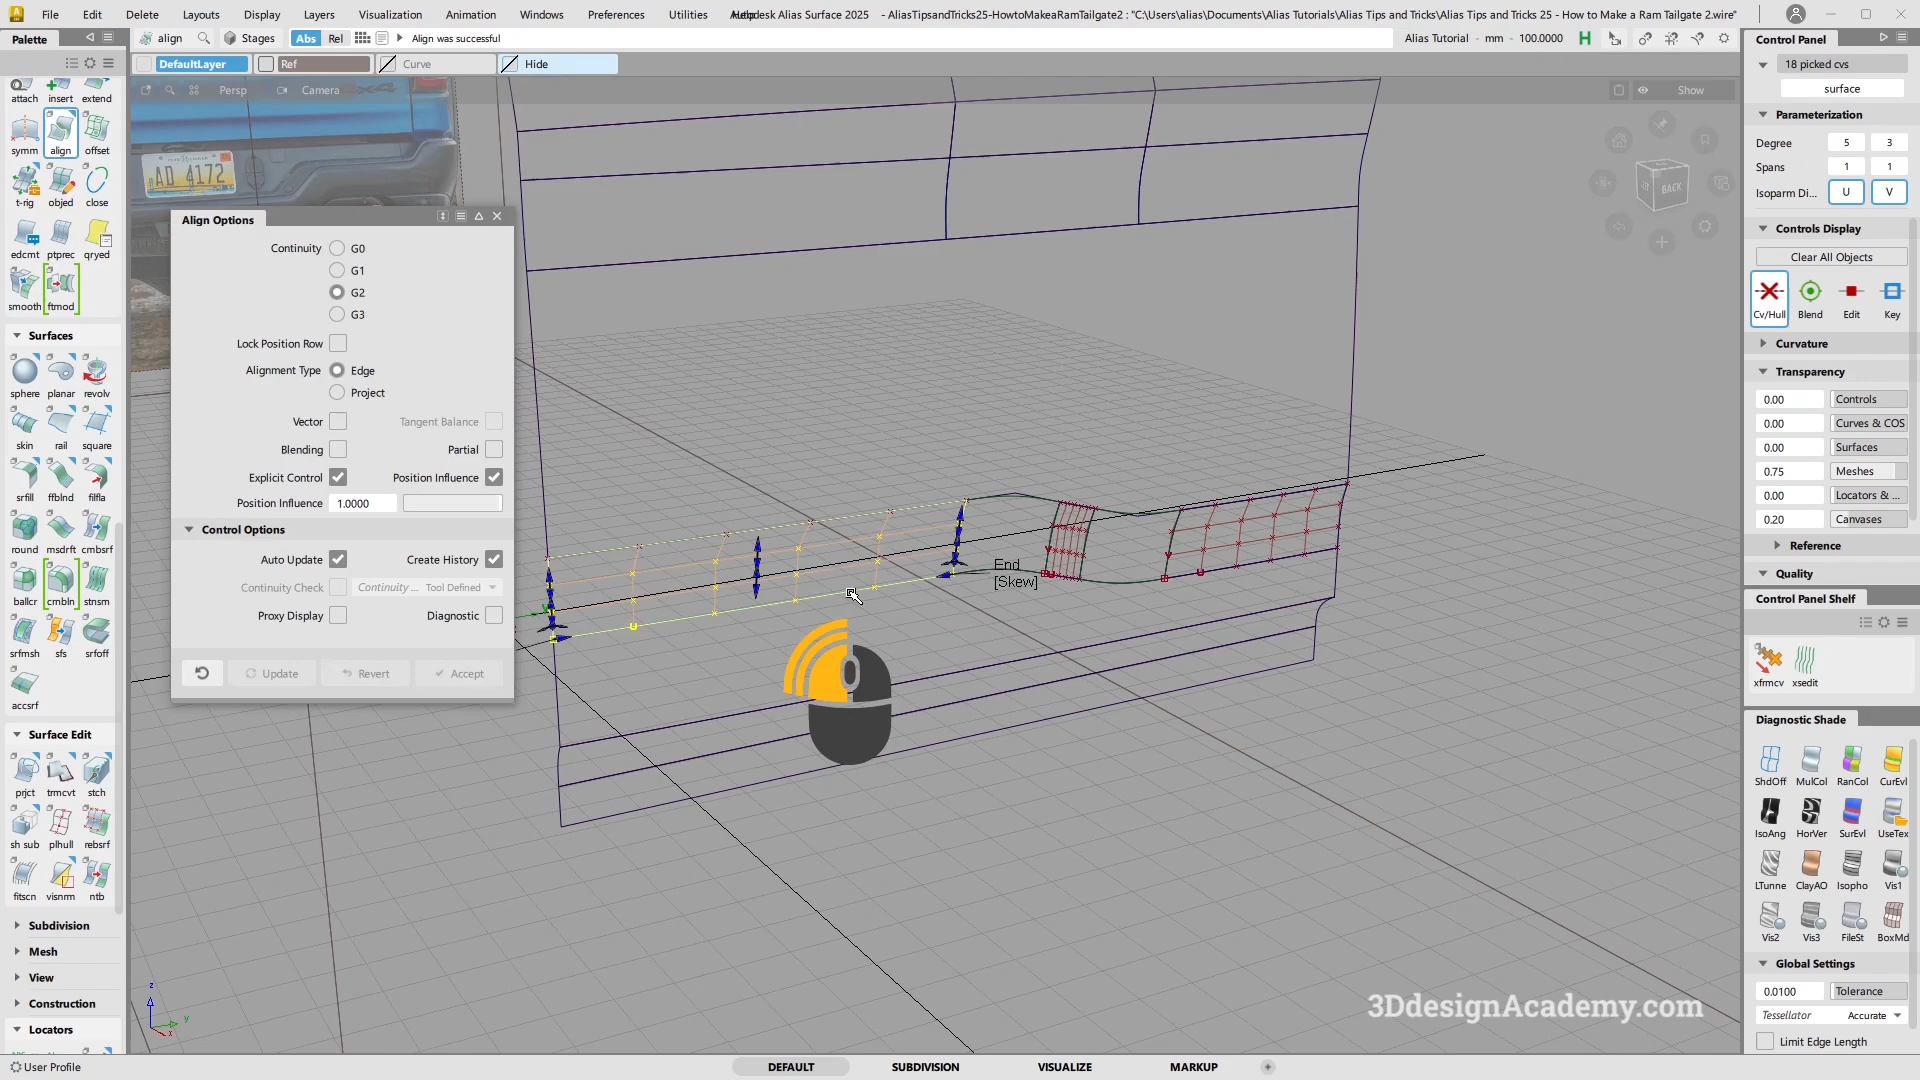 File Edit Delete Layouts Display Layers Visualization Animation Windows Preferences Utilities
Autodesk Alias Surface 2025 - AliasTipsandTricks25-HowtoMakeaRamTailgate2 : "C:\Users\alias\Documents\Alias Tutorials\Alias Tips and Tricks\Alias Tips and Tricks 25 - How to Make a Ram Tailgate 2.wire"
Palette
align Stages Abs Rel Align was successful
Alias Tutorial - mm - 100.0000
DefaultLayer Ref Curve Hide
Persp Camera Show
attach insert extend
symm align offset
t-rig objed close
edcmt ptprec qryed
smooth ftmod
Surfaces
sphere planar revolv
skin rail square
srfill ffblnd filfla
round msdrft cmbsrf
ballcr cmbln stnsm
srfmsh sfs srfoff
accsrf
Surface Edit
prjct trmcvt stch
sh sub plhull rebsrf
fitscn visnrm ntb
Subdivision
Mesh
View
Construction
Locators
User Profile
AD 4172
Align Options
Continuity G0
G1
G2
G3
Lock Position Row
Alignment Type Edge
Project
Vector Tangent Balance
Blending Partial
Explicit Control Position Influence
Position Influence 1.0000
Control Options
Auto Update Create History
Continuity Check Continuity ... Tool Defined
Proxy Display Diagnostic
Update Revert Accept
End
[Skew]
BACK
z
y
x
3DdesignAcademy.com
DEFAULT SUBDIVISION VISUALIZE MARKUP +
Control Panel
18 picked cvs
surface
Parameterization
Degree 5 3
Spans 1 1
Isoparm Di... U V
Controls Display
Clear All Objects
Cv/Hull Blend Edit Key
Curvature
Transparency
0.00 Controls
0.00 Curves & COS
0.00 Surfaces
0.75 Meshes
0.00 Locators & ...
0.20 Canvases
Reference
Quality
Control Panel Shelf
xfrmcv xsedit
Diagnostic Shade
ShdOff MulCol RanCol CurEvl
IsoAng HorVer SurEvl UseTex
LTunne ClayAO Isopho Vis1
Vis2 Vis3 FileSt BoxMd
Global Settings
0.0100 Tolerance
Tessellator Accurate
Limit Edge Length